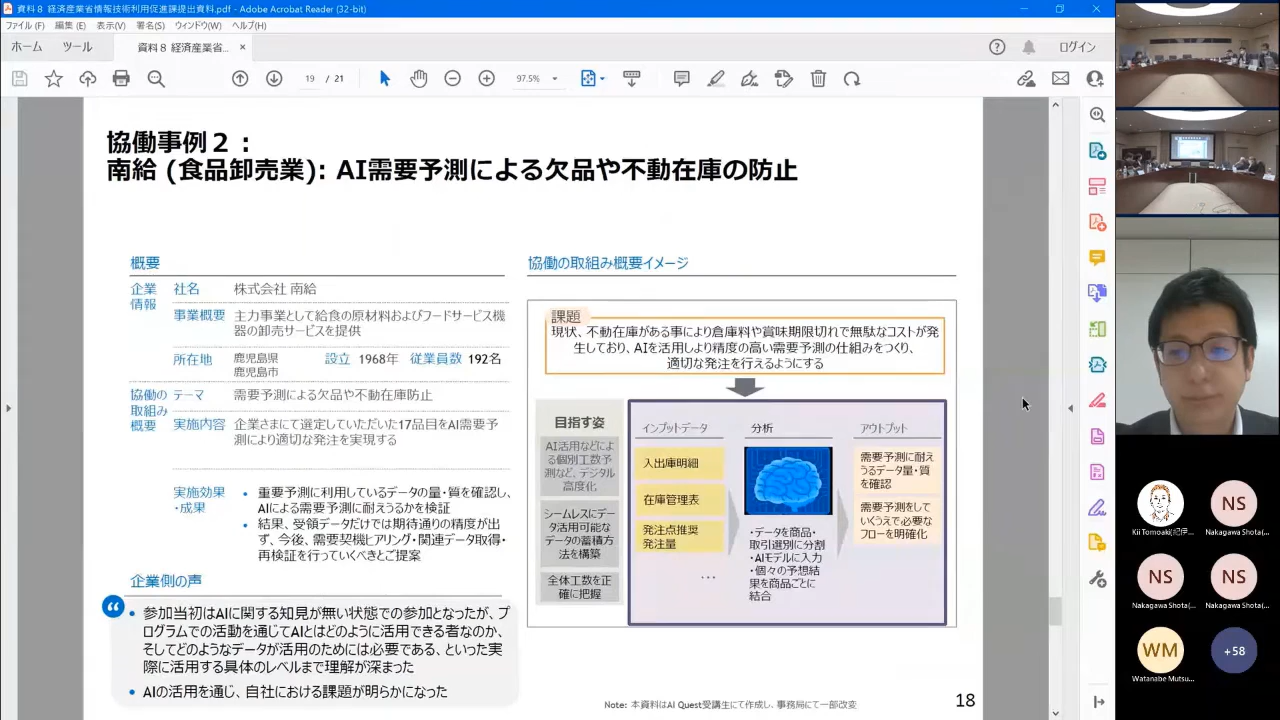 資料８ 経済産業省情報技術利用促進課提出資料.pdf - Adobe Acrobat Reader (32-bit)
ファイル(F) 編集(E) 表示(V) 署名(S) ウィンドウ(W) ヘルプ(H)
ホーム ツール 資料８ 経済産業省... × ログイン
19 / 21 97.5%
協働事例２：
南給 (食品卸売業): AI需要予測による欠品や不動在庫の防止
概要
企業情報
社名 株式会社 南給
事業概要 主力事業として給食の原材料およびフードサービス機
器の卸売サービスを提供
所在地 鹿児島県
鹿児島市
設立 1968年 従業員数 192名
協働の
取組み
概要
テーマ 需要予測による欠品や不動在庫防止
実施内容 企業さまにて選定していただいた17品目をAI需要予
測により適切な発注を実現する
実施効果
・成果
• 重要予測に利用しているデータの量・質を確認し、
AIによる需要予測に耐えうるかを検証
• 結果、受領データだけでは期待通りの精度が出
ず、今後、需要契機ヒアリング・関連データ取得・
再検証を行っていくべきとご提案
企業側の声
• 参加当初はAIに関する知見が無い状態での参加となったが、プ
ログラムでの活動を通じてAIとはどのように活用できる者なのか、
そしてどのようなデータが活用のためには必要である、といった実
際に活用する具体のレベルまで理解が深まった
• AIの活用を通じ、自社における課題が明らかになった
協働の取組み概要イメージ
課題
現状、不動在庫がある事により倉庫料や賞味期限切れで無駄なコストが発
生しており、AIを活用しより精度の高い需要予測の仕組みをつくり、
適切な発注を行えるようにする
目指す姿
AI活用などによ
る個別工数予
測など、デジタル
高度化
シームレスにデー
タ活用可能な
データの蓄積方
法を構築
全体工数を正
確に把握
インプットデータ
入出庫明細
在庫管理表
発注点推奨
発注量
…
分析
・データを商品・
取引選別に分割
・AIモデルに入力
・個々の予想結
果を商品ごとに
結合
アウトプット
需要予測に耐え
うるデータ量・質
を確認
需要予測をして
いくうえで必要な
フローを明確化
Note: 本資料はAI Quest受講生にて作成し、事務局にて一部改変
18
Kii Tomoaki(紀伊...
NS
Nakagawa Shota(...
NS
Nakagawa Shota(...
NS
Nakagawa Shota(...
WM
Watanabe Mutsu...
+58